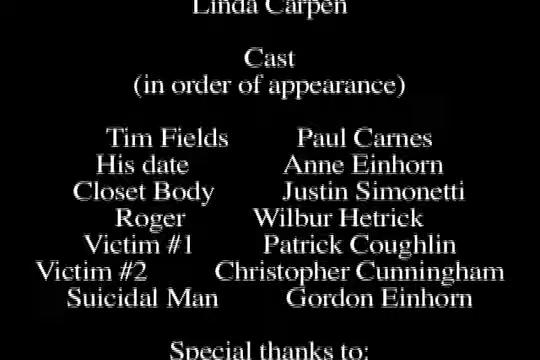 Linda Carpen
Cast
(in order of appearance)
Tim Fields Paul Carnes
His date Anne Einhorn
Closet Body Justin Simonetti
Roger Wilbur Hetrick
Victim #1 Patrick Coughlin
Victim #2 Christopher Cunningham
Suicidal Man Gordon Einhorn
Special thanks to: